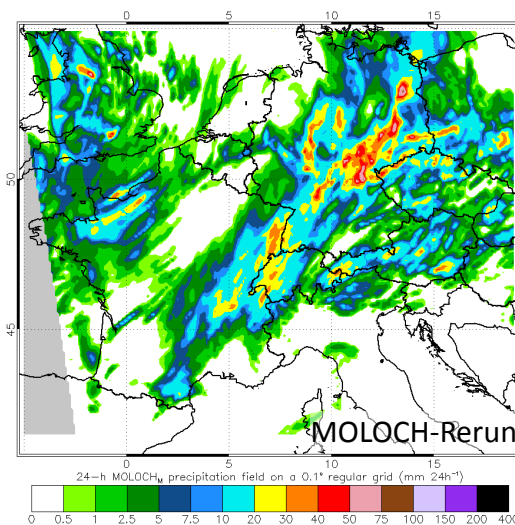 0 5 10 15
50
45
MOLOCH-Rerun
0 5 10 15
24-h MOLOCH_M precipitation field on a 0.1° regular grid (mm 24h⁻¹)
0 0.5 1 2.5 5 7.5 10 20 30 40 50 75 100 150 200 400